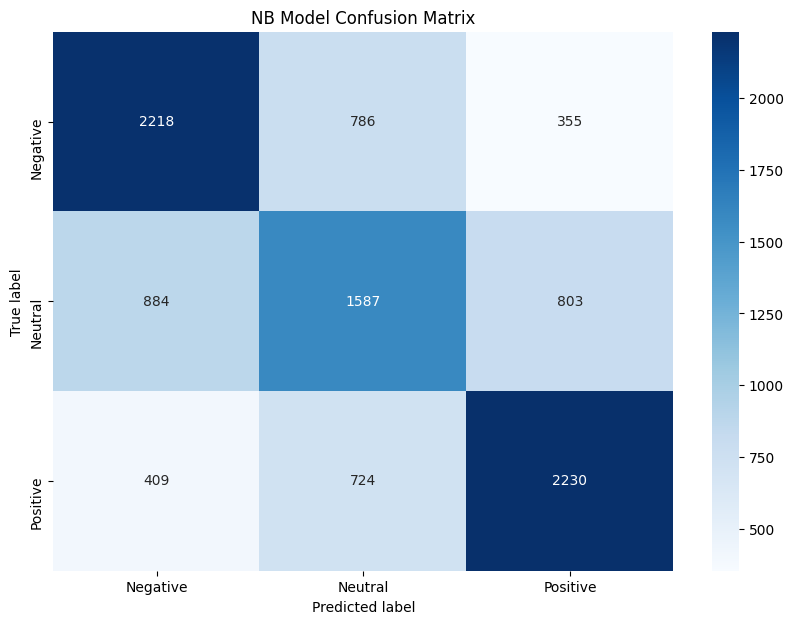 NB Model Confusion Matrix
2218 786 355
884 1587 803
409 724 2230
Negative
Neutral
Positive
True label
Negative Neutral Positive
Predicted label
2000
1750
1500
1250
1000
750
500